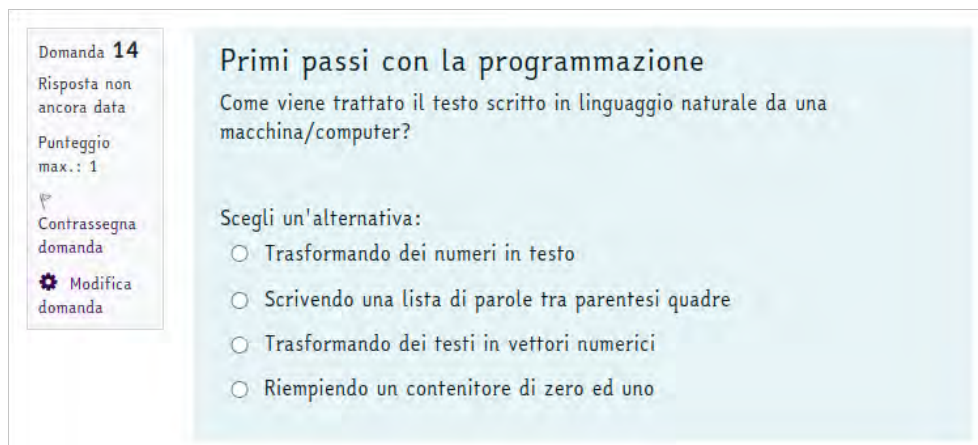 Domanda 14
Risposta non
ancora data
Punteggio
max.: 1
Contrassegna
domanda
Modifica
domanda
Primi passi con la programmazione
Come viene trattato il testo scritto in linguaggio naturale da una
macchina/computer?
Scegli un'alternativa:
Trasformando dei numeri in testo
Scrivendo una lista di parole tra parentesi quadre
Trasformando dei testi in vettori numerici
Riempiendo un contenitore di zero ed uno